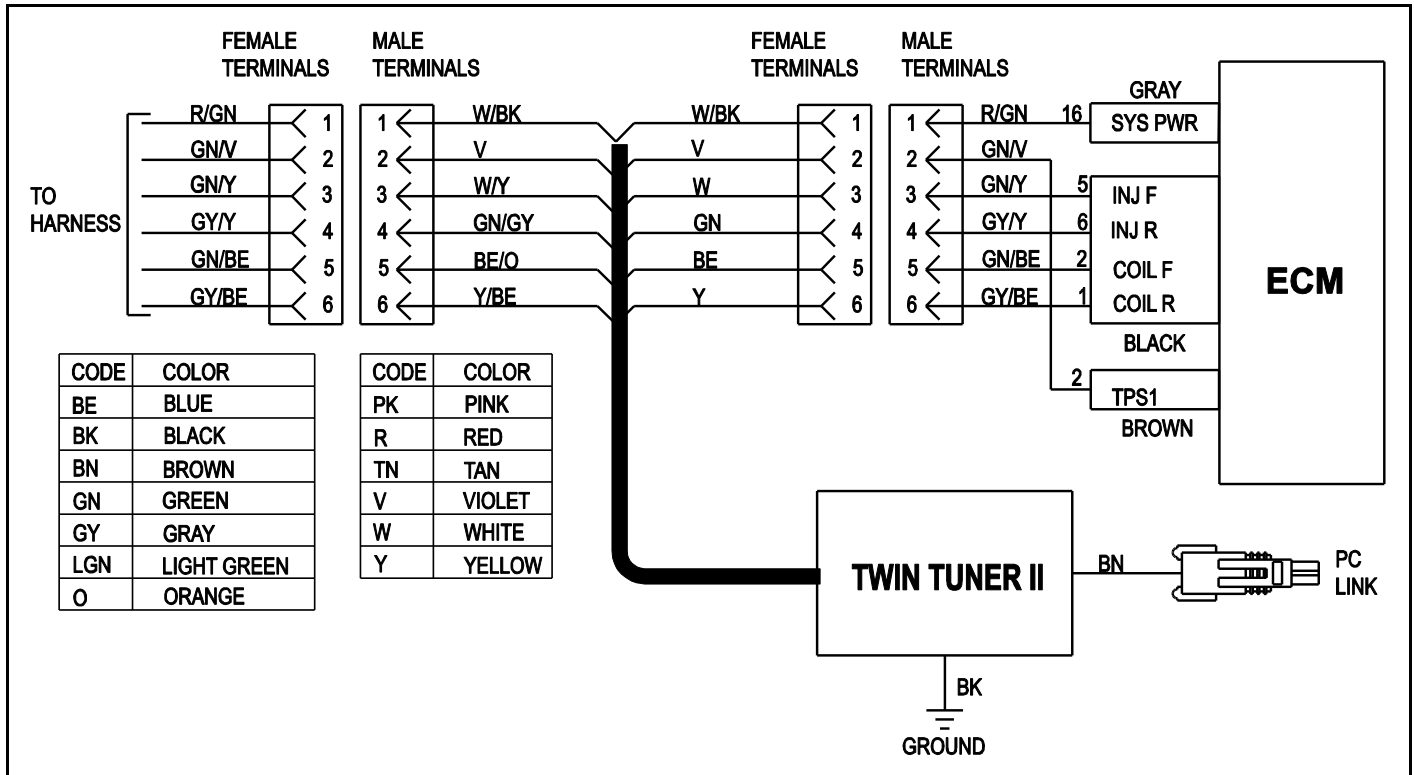 FEMALE TERMINALS MALE TERMINALS FEMALE TERMINALS MALE TERMINALS
GRAY
R/GN 1 1 W/BK W/BK 1 1 R/GN 16 SYS PWR
GN/V 2 2 V V 2 2 GN/V
GN/Y 3 3 W/Y W 3 3 GN/Y 5 INJ F
TO HARNESS
GY/Y 4 4 GN/GY GN 4 4 GY/Y 6 INJ R
GN/BE 5 5 BE/O BE 5 5 GN/BE 2 COIL F
GY/BE 6 6 Y/BE Y 6 6 GY/BE 1 COIL R
ECM
BLACK
2 TPS1
BROWN
CODE COLOR
BE BLUE
BK BLACK
BN BROWN
GN GREEN
GY GRAY
LGN LIGHT GREEN
O ORANGE
CODE COLOR
PK PINK
R RED
TN TAN
V VIOLET
W WHITE
Y YELLOW
TWIN TUNER II
BN
PC
LINK
BK
GROUND